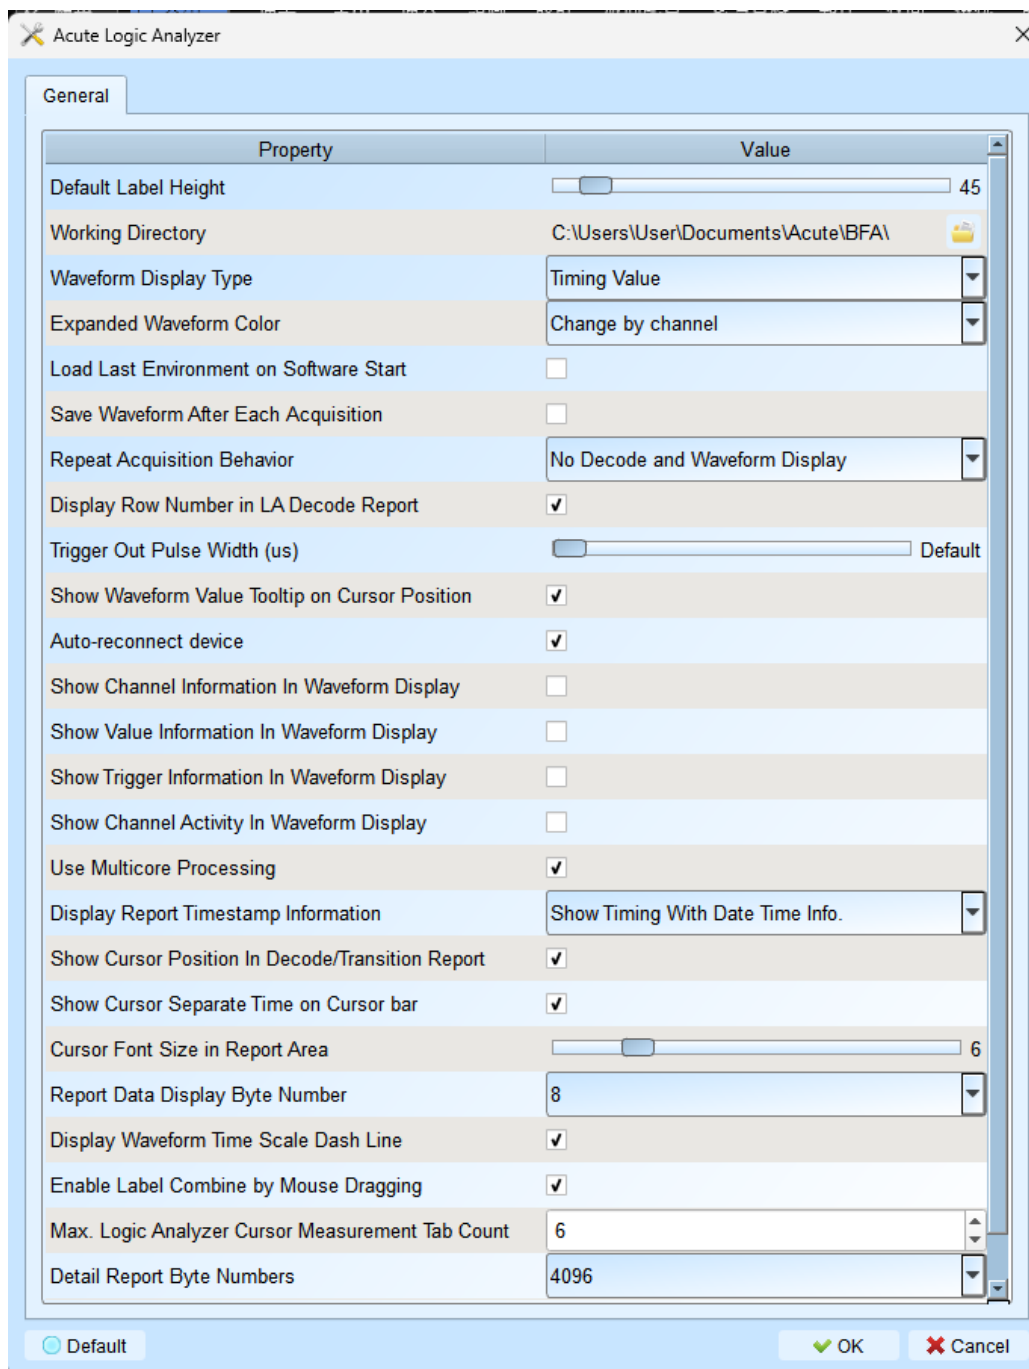 Acute Logic Analyzer
General
Property Value
Default Label Height 45
Working Directory C:\Users\User\Documents\Acute\BFA\
Waveform Display Type Timing Value
Expanded Waveform Color Change by channel
Load Last Environment on Software Start
Save Waveform After Each Acquisition
Repeat Acquisition Behavior No Decode and Waveform Display
Display Row Number in LA Decode Report
Trigger Out Pulse Width (us) Default
Show Waveform Value Tooltip on Cursor Position
Auto-reconnect device
Show Channel Information In Waveform Display
Show Value Information In Waveform Display
Show Trigger Information In Waveform Display
Show Channel Activity In Waveform Display
Use Multicore Processing
Display Report Timestamp Information Show Timing With Date Time Info.
Show Cursor Position In Decode/Transition Report
Show Cursor Separate Time on Cursor bar
Cursor Font Size in Report Area 6
Report Data Display Byte Number 8
Display Waveform Time Scale Dash Line
Enable Label Combine by Mouse Dragging
Max. Logic Analyzer Cursor Measurement Tab Count 6
Detail Report Byte Numbers 4096
Default OK Cancel